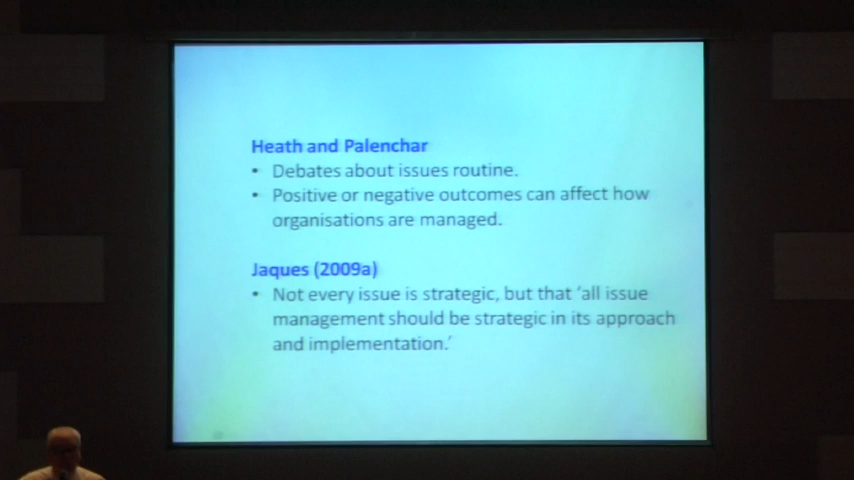 Heath and Palenchar
• Debates about issues routine.
• Positive or negative outcomes can affect how
organisations are managed.
Jaques (2009a)
• Not every issue is strategic, but that ‘all issue
management should be strategic in its approach
and implementation.’